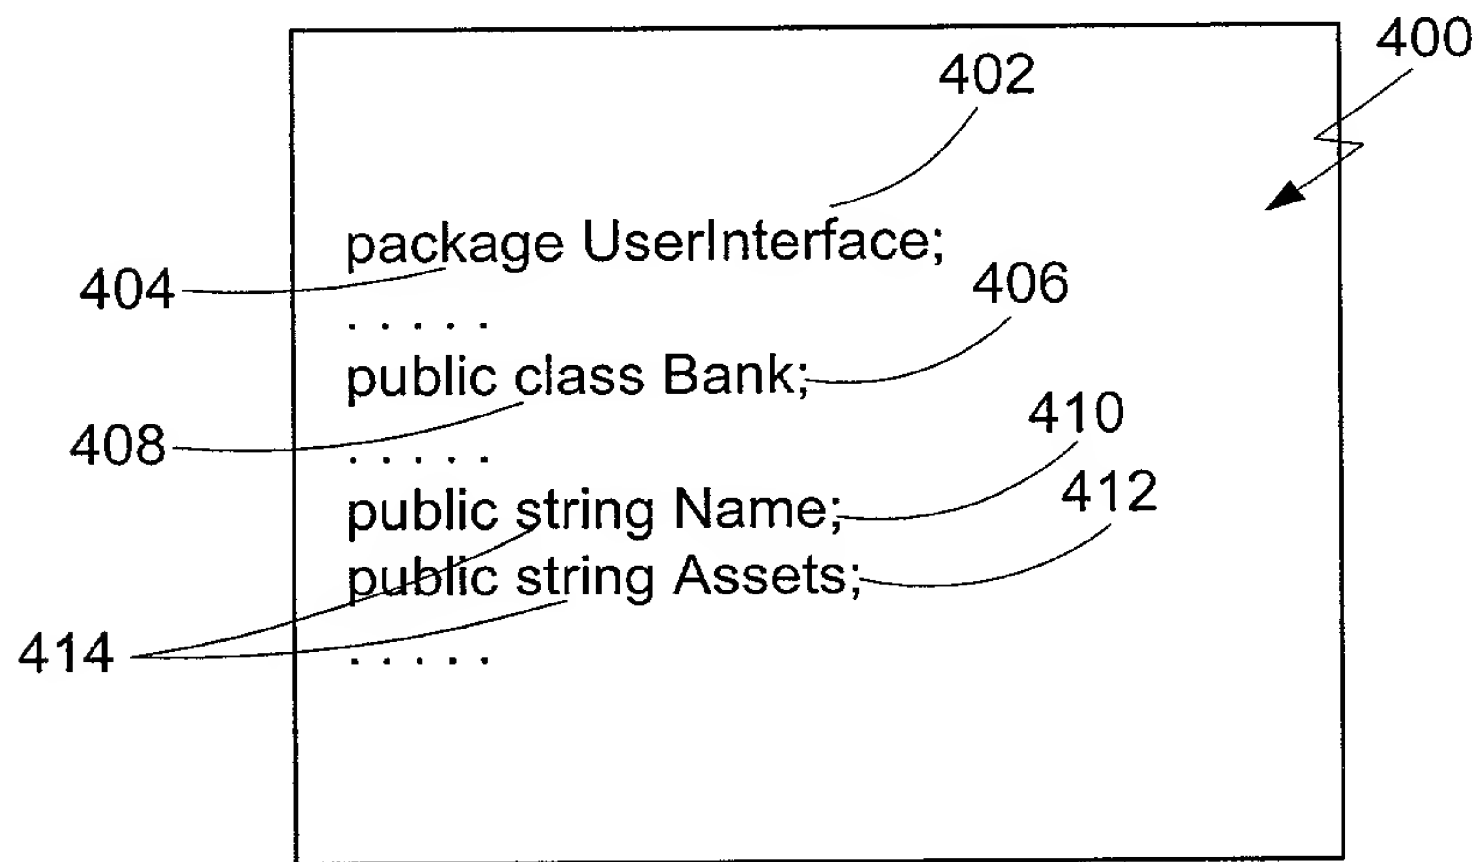 400
402
package UserInterface;
404
406
. . . . .
public class Bank;
408
410
. . . . .
public string Name;
412
public string Assets;
414
. . . . .